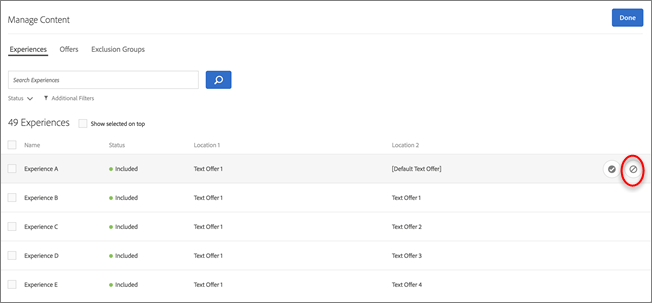 Manage Content
Done
Experiences Offers Exclusion Groups
Search Experiences
Status Additional Filters
49 Experiences Show selected on top
Name Status Location 1 Location 2
Experience A Included Text Offer 1 [Default Text Offer]
Experience B Included Text Offer 1 Text Offer 1
Experience C Included Text Offer 1 Text Offer 2
Experience D Included Text Offer 1 Text Offer 3
Experience E Included Text Offer 1 Text Offer 4